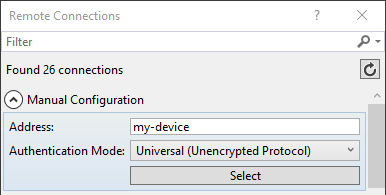 Remote Connections
Filter
Found 26 connections
Manual Configuration
Address: my-device
Authentication Mode: Universal (Unencrypted Protocol)
Select